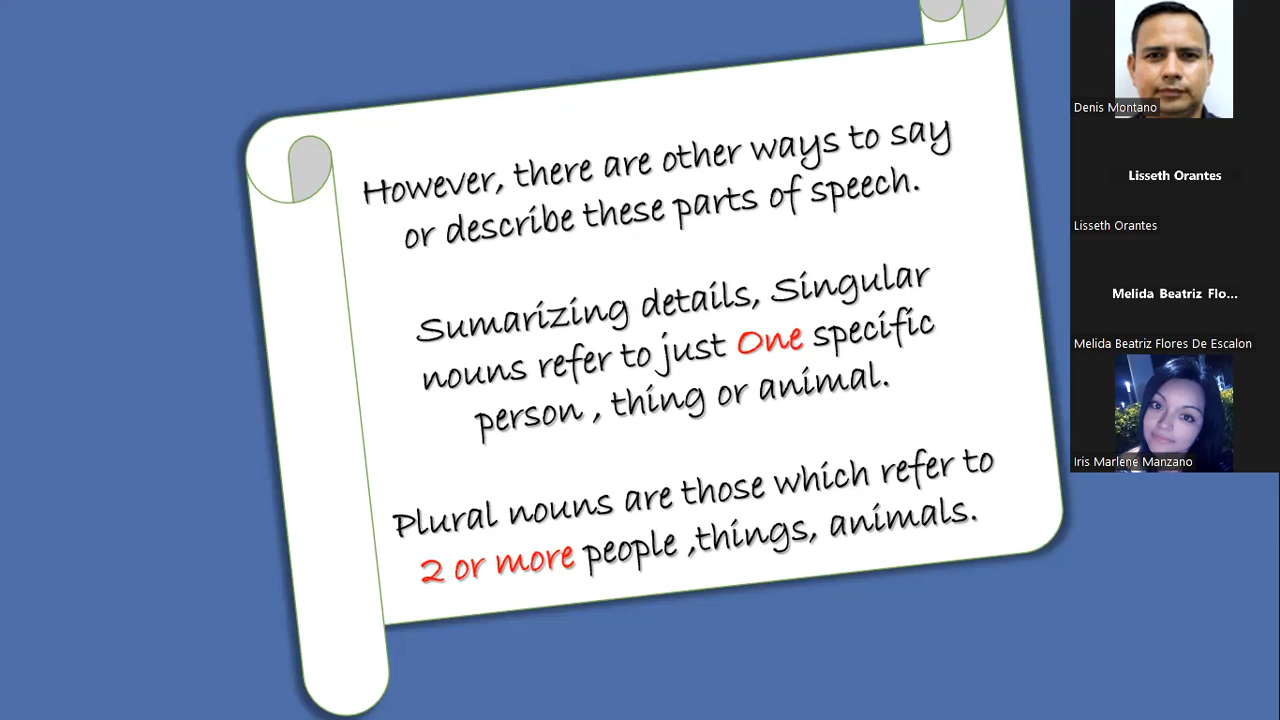 However, there are other ways to say
or describe these parts of speech.
Sumarizing details, Singular
nouns refer to just One specific
person , thing or animal.
Plural nouns are those which refer to
2 or more people ,things, animals.
Denis Montano
Lisseth Orantes
Lisseth Orantes
Melida Beatriz Flo...
Melida Beatriz Flores De Escalon
Iris Marlene Manzano